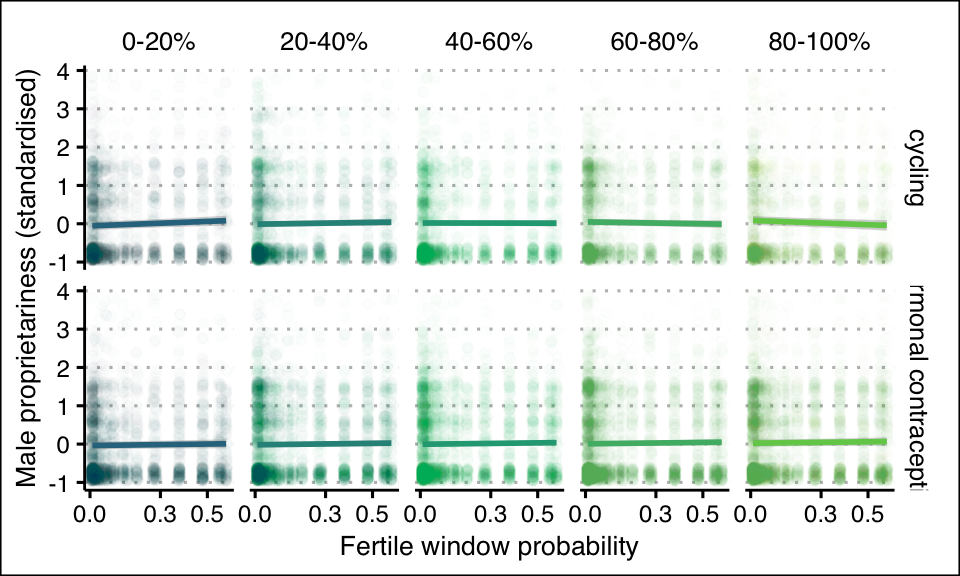 0-20% 20-40% 40-60% 60-80% 80-100%
Male proprietariness (standardised)
4
3
2
1
0
-1
cycling
4
3
2
1
0
-1
rmonal contracepti
0.0 0.3 0.5 0.0 0.3 0.5 0.0 0.3 0.5 0.0 0.3 0.5 0.0 0.3 0.5
Fertile window probability